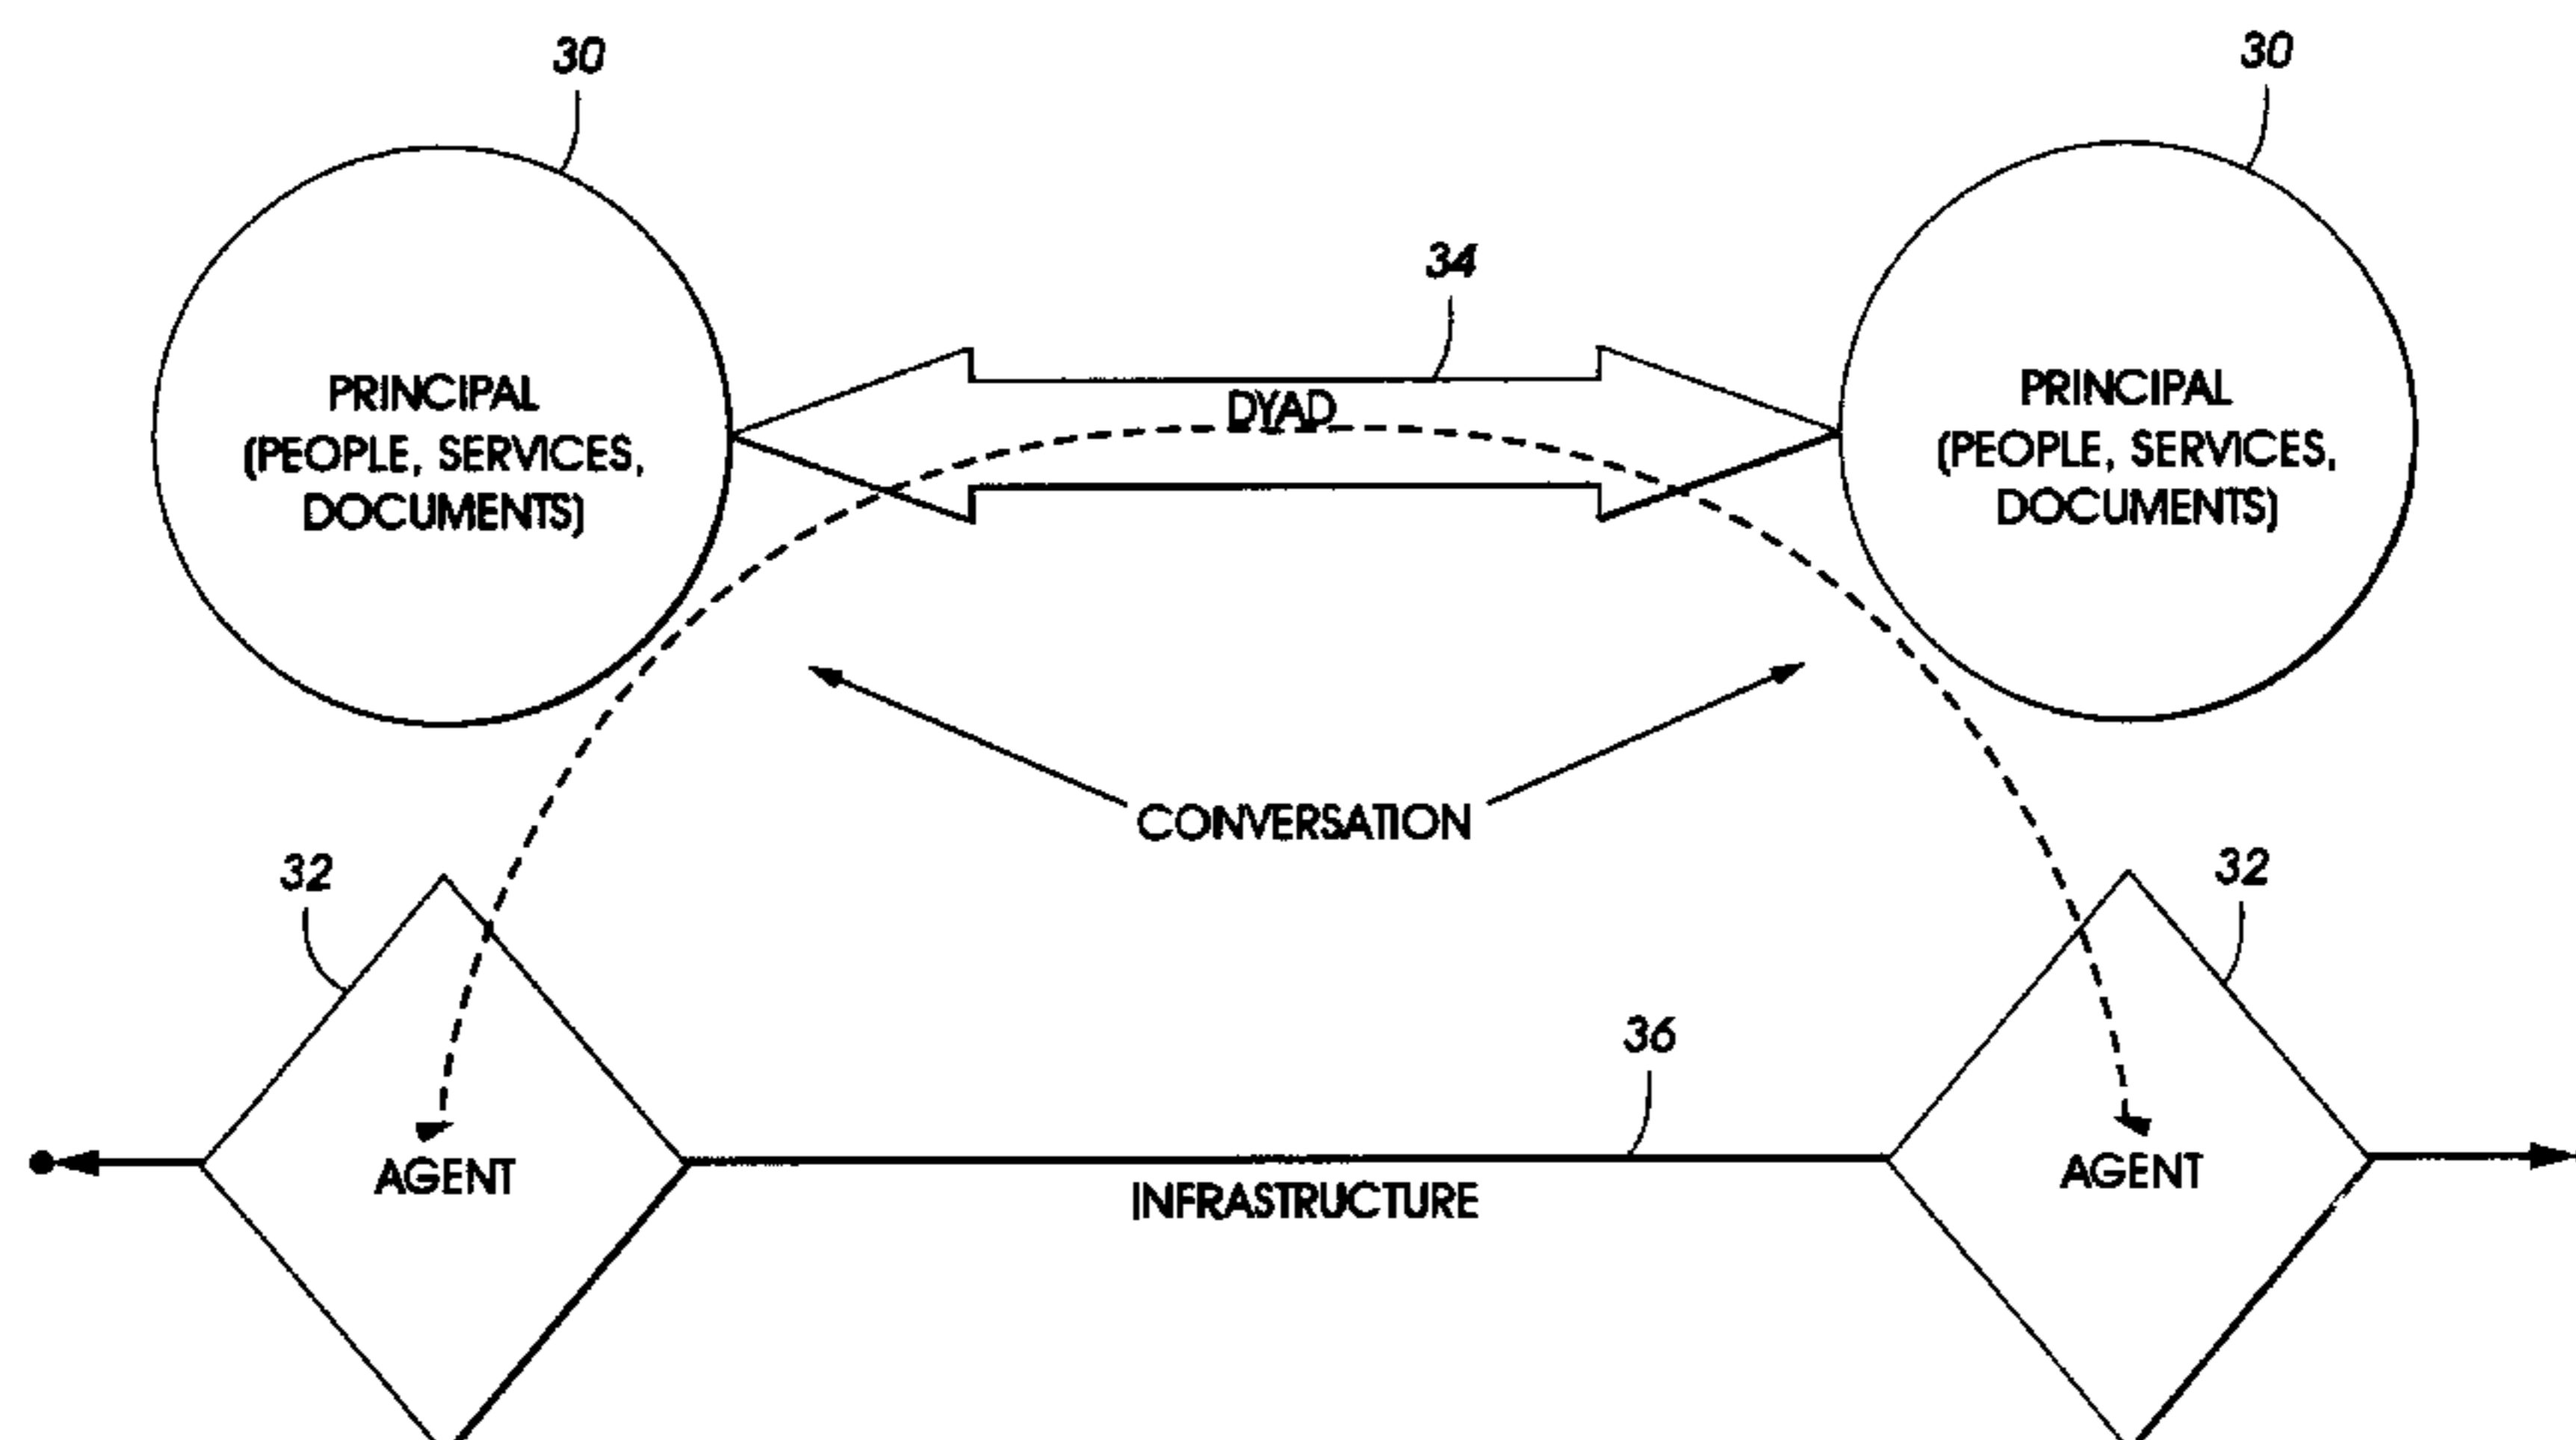 30
30
34
DYAD
PRINCIPAL
(PEOPLE, SERVICES,
DOCUMENTS)
PRINCIPAL
(PEOPLE, SERVICES,
DOCUMENTS)
CONVERSATION
32
32
36
AGENT
INFRASTRUCTURE
AGENT